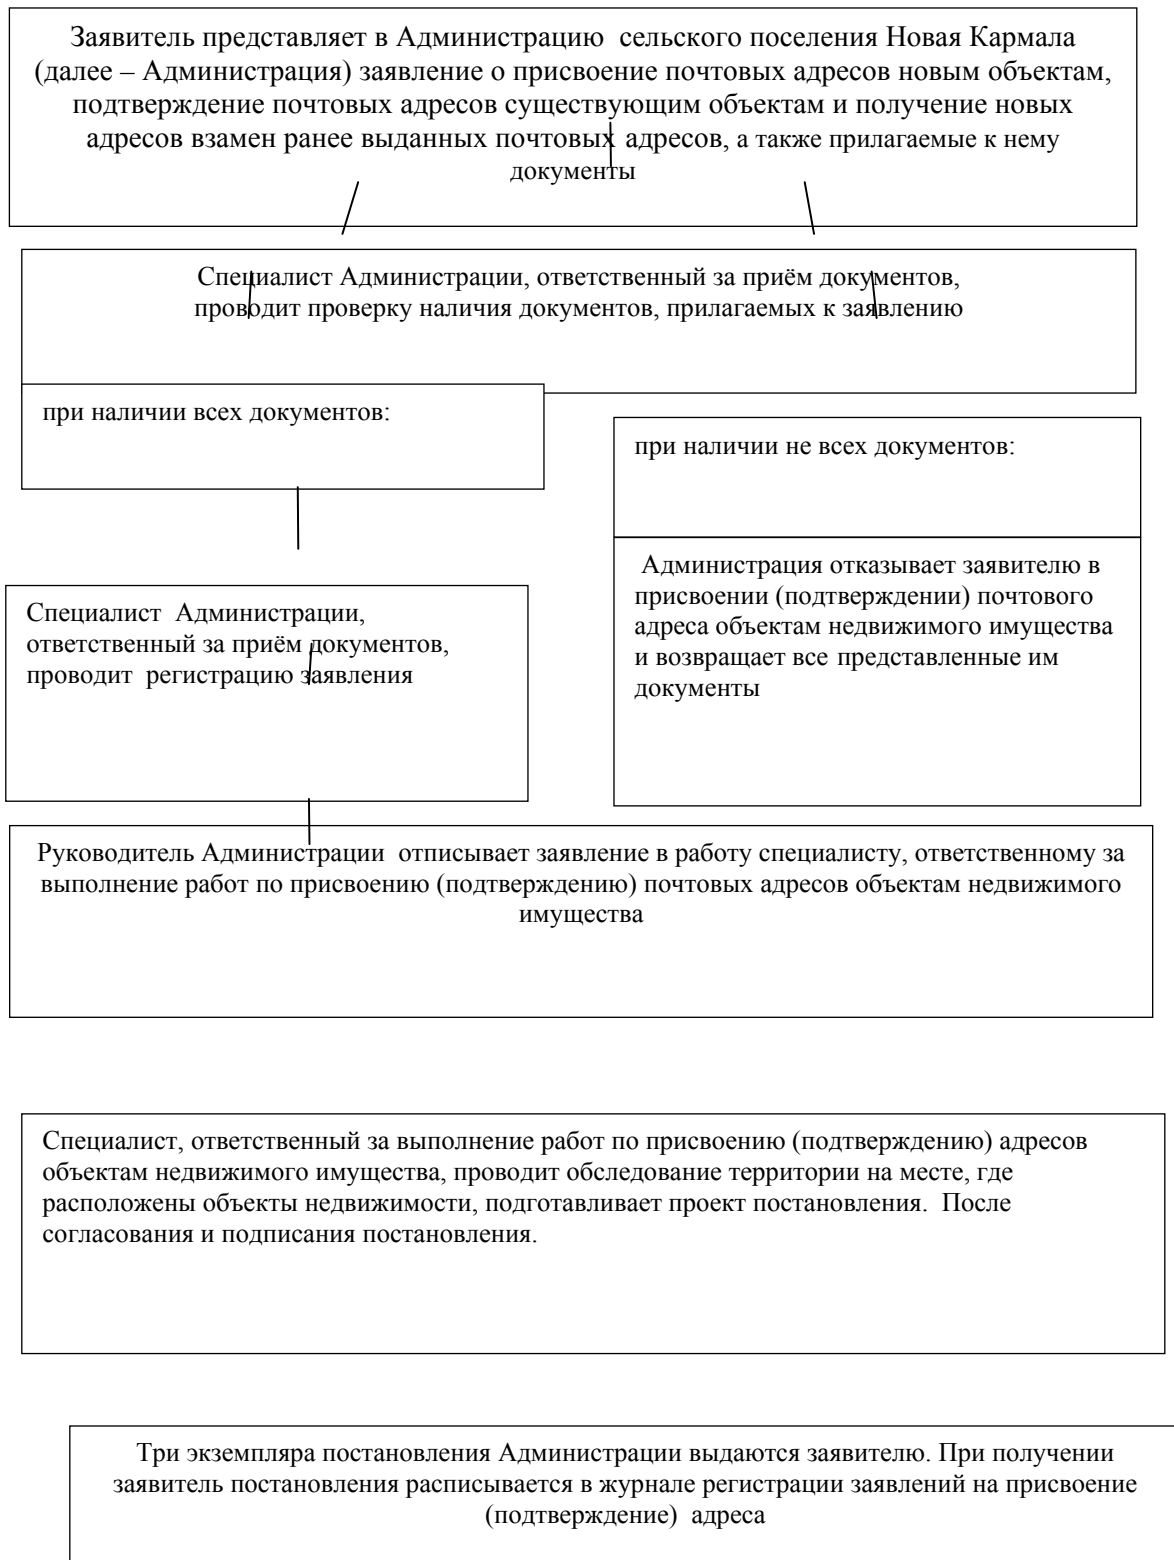 Заявитель представляет в Администрацию сельского поселения Новая Кармала
(далее – Администрация) заявление о присвоение почтовых адресов новым объектам,
подтверждение почтовых адресов существующим объектам и получение новых
адресов взамен ранее выданных почтовых адресов, а также прилагаемые к нему
документы
Специалист Администрации, ответственный за приём документов,
проводит проверку наличия документов, прилагаемых к заявлению
при наличии всех документов:
при наличии не всех документов:
Специалист Администрации,
ответственный за приём документов,
проводит регистрацию заявления
Администрация отказывает заявителю в
присвоении (подтверждении) почтового
адреса объектам недвижимого имущества
и возвращает все представленные им
документы
Руководитель Администрации отписывает заявление в работу специалисту, ответственному за
выполнение работ по присвоению (подтверждению) почтовых адресов объектам недвижимого
имущества
Специалист, ответственный за выполнение работ по присвоению (подтверждению) адресов
объектам недвижимого имущества, проводит обследование территории на месте, где
расположены объекты недвижимости, подготавливает проект постановления. После
согласования и подписания постановления.
Три экземпляра постановления Администрации выдаются заявителю. При получении
заявитель постановления расписывается в журнале регистрации заявлений на присвоение
(подтверждение) адреса